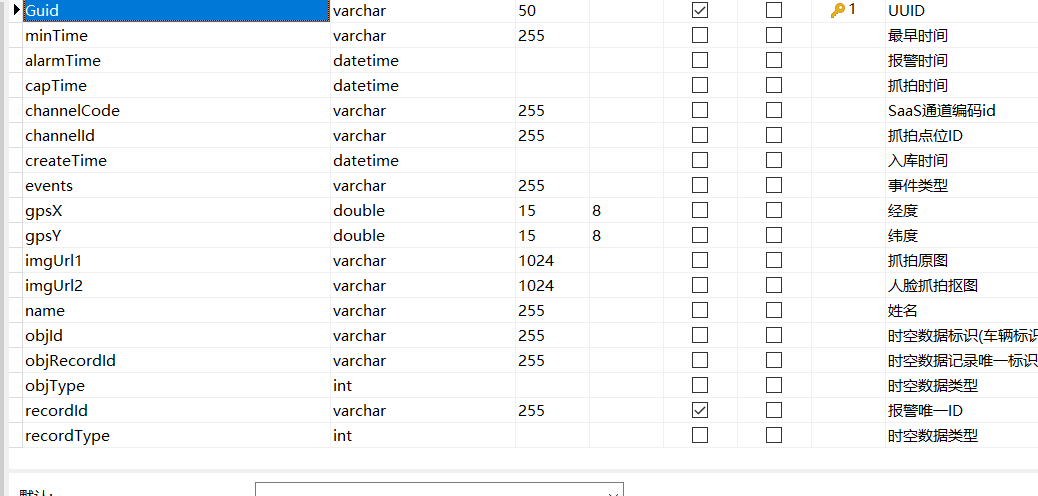 Guid varchar 50 1 UUID
minTime varchar 255 最早时间
alarmTime datetime 报警时间
capTime datetime 抓拍时间
channelCode varchar 255 SaaS通道编码id
channelId varchar 255 抓拍点位ID
createTime datetime 入库时间
events varchar 255 事件类型
gpsX double 15 8 经度
gpsY double 15 8 纬度
imgUrl1 varchar 1024 抓拍原图
imgUrl2 varchar 1024 人脸抓拍抠图
name varchar 255 姓名
objId varchar 255 时空数据标识(车辆标识
objRecordId varchar 255 时空数据记录唯一标识
objType int 时空数据类型
recordId varchar 255 报警唯一ID
recordType int 时空数据类型
默认: